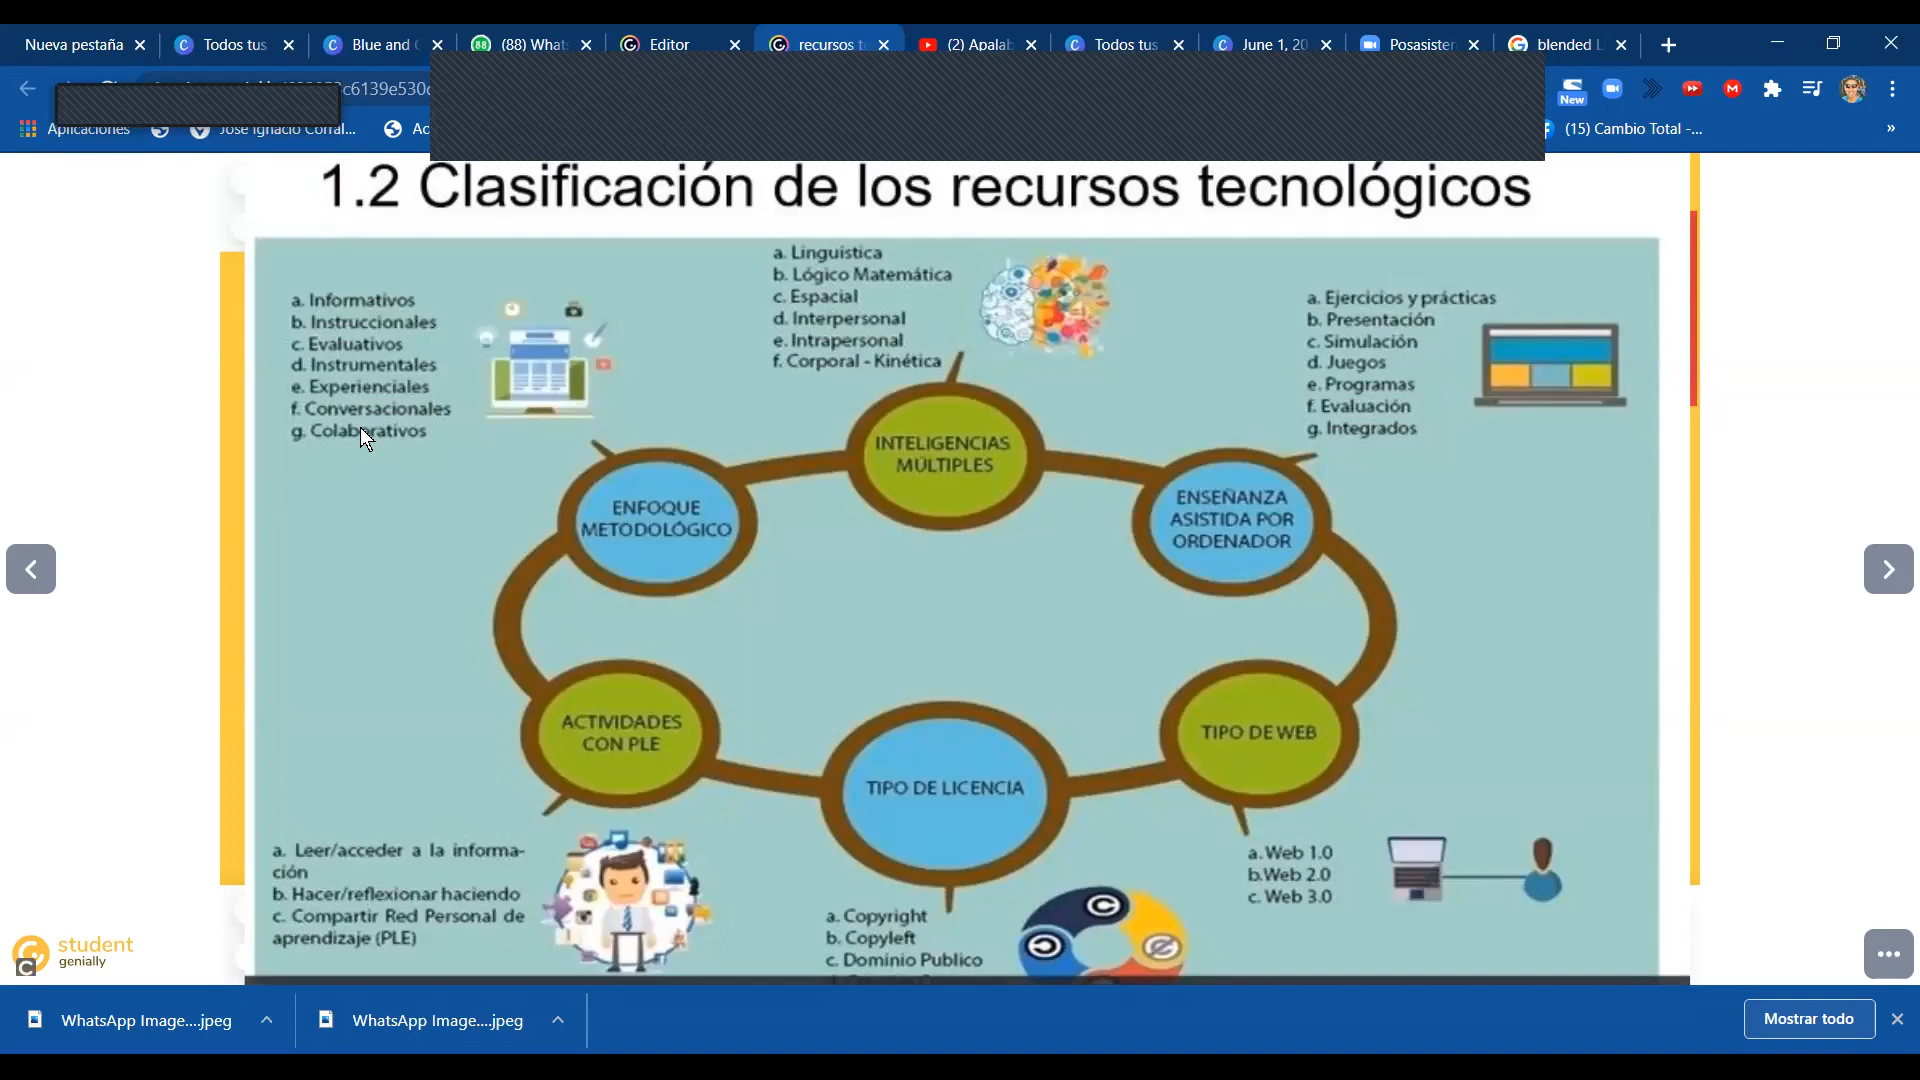 Nueva pestaña
Todos tus
Blue and
(88) What
Editor
recursos t
(2) Apalab
Todos tus
June 1, 20
Posasisten
blended L
c6139e530
New
Aplicaciones
José Ignacio Corral...
(15) Cambio Total -...
1.2 Clasificación de los recursos tecnológicos
a. Informativos
b. Instruccionales
c. Evaluativos
d. Instrumentales
e. Experienciales
f. Conversacionales
g. Colaborativos
a. Linguistica
b. Lógico Matemática
c. Espacial
d. Interpersonal
e. Intrapersonal
f. Corporal - Kinética
a. Ejercicios y prácticas
b. Presentación
c. Simulación
d. Juegos
e. Programas
f. Evaluación
g. Integrados
INTELIGENCIAS
MÚLTIPLES
ENFOQUE
METODOLÓGICO
ENSEÑANZA
ASISTIDA POR
ORDENADOR
ACTIVIDADES
CON PLE
TIPO DE LICENCIA
TIPO DE WEB
a. Leer/acceder a la informa-
ción
b. Hacer/reflexionar haciendo
c. Compartir Red Personal de
aprendizaje (PLE)
a. Copyright
b. Copyleft
c. Dominio Publico
a. Web 1.0
b.Web 2.0
c. Web 3.0
student
genially
WhatsApp Image....jpeg
WhatsApp Image....jpeg
Mostrar todo